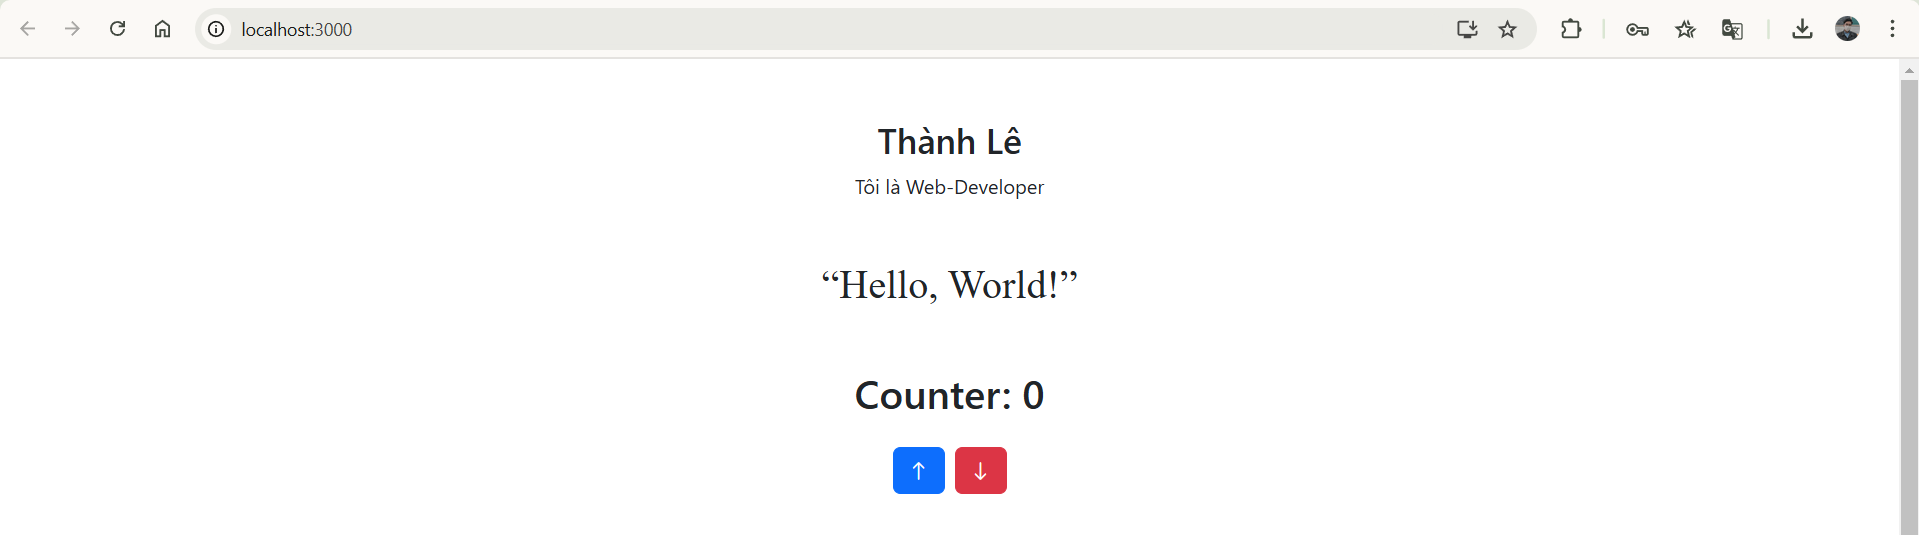 localhost:3000
Thành Lê
Tôi là Web-Developer
“Hello, World!”
Counter: 0
↑ ↓